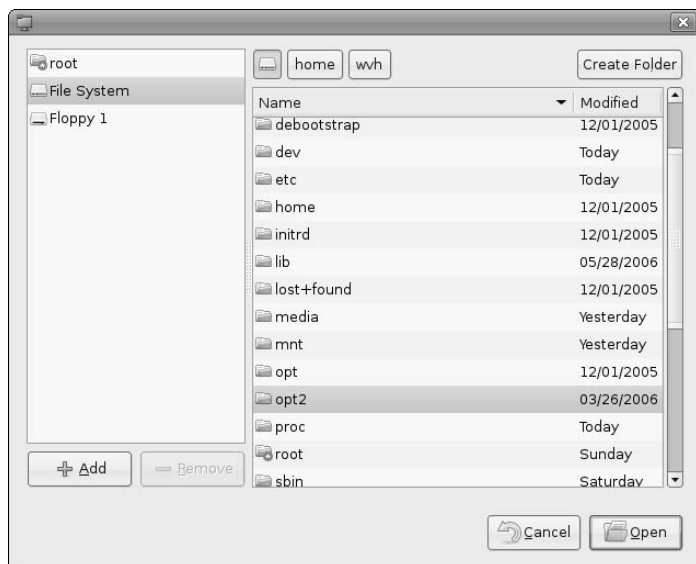 root
File System
Floppy 1
home wvh Create Folder
Name Modified
debootstrap 12/01/2005
dev Today
etc Today
home 12/01/2005
initrd 12/01/2005
lib 05/28/2006
lost+found 12/01/2005
media Yesterday
mnt Yesterday
opt 12/01/2005
opt2 03/26/2006
proc Today
root Sunday
sbin Saturday
Add Remove
Cancel Open